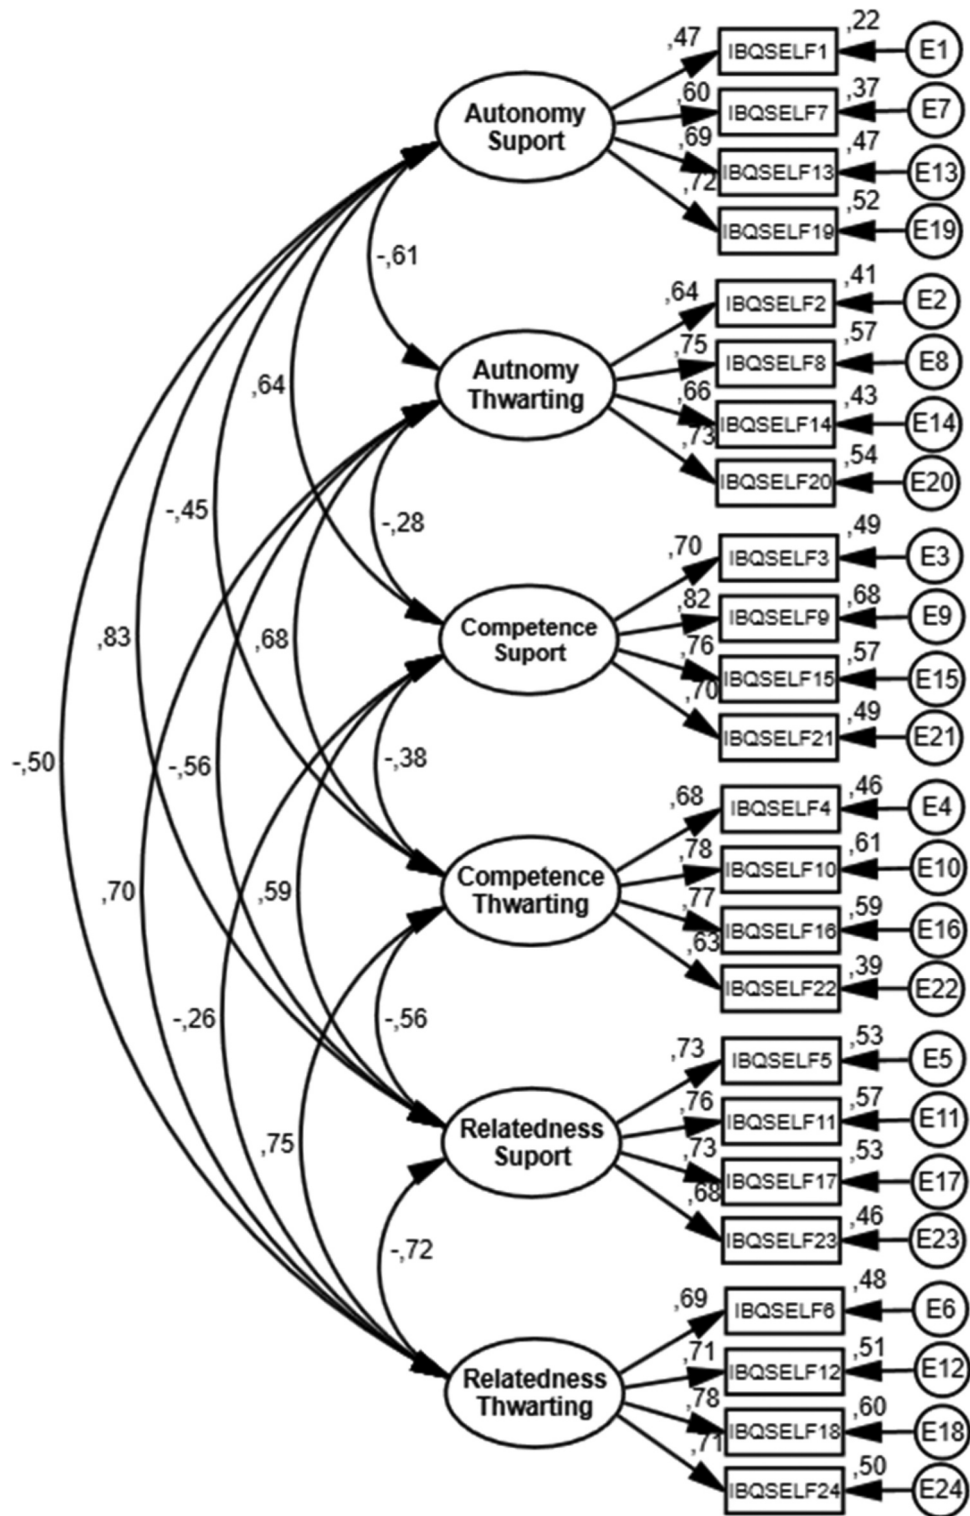 ,47
,22
IBQSELF1
E1
Autonomy
Suport
,60
,37
IBQSELF7
E7
,69
,47
IBQSELF13
E13
,72
,52
IBQSELF19
E19
-,61
,64
,41
IBQSELF2
E2
Autnomy
Thwarting
,75
,57
IBQSELF8
E8
,66
,43
IBQSELF14
E14
,73
,54
IBQSELF20
E20
,64
-,45
-,28
,70
,49
IBQSELF3
E3
Competence
Suport
,82
,68
IBQSELF9
E9
,76
,57
IBQSELF15
E15
,70
,49
IBQSELF21
E21
,83
,68
-,50
-,56
-,38
,68
,46
IBQSELF4
E4
Competence
Thwarting
,78
,61
IBQSELF10
E10
,77
,59
IBQSELF16
E16
,63
,39
IBQSELF22
E22
,70
,59
-,26
-,56
,73
,53
IBQSELF5
E5
Relatedness
Suport
,76
,57
IBQSELF11
E11
,73
,53
IBQSELF17
E17
,68
,46
IBQSELF23
E23
,75
-,72
,69
,48
IBQSELF6
E6
Relatedness
Thwarting
,71
,51
IBQSELF12
E12
,78
,60
IBQSELF18
E18
,71
,50
IBQSELF24
E24